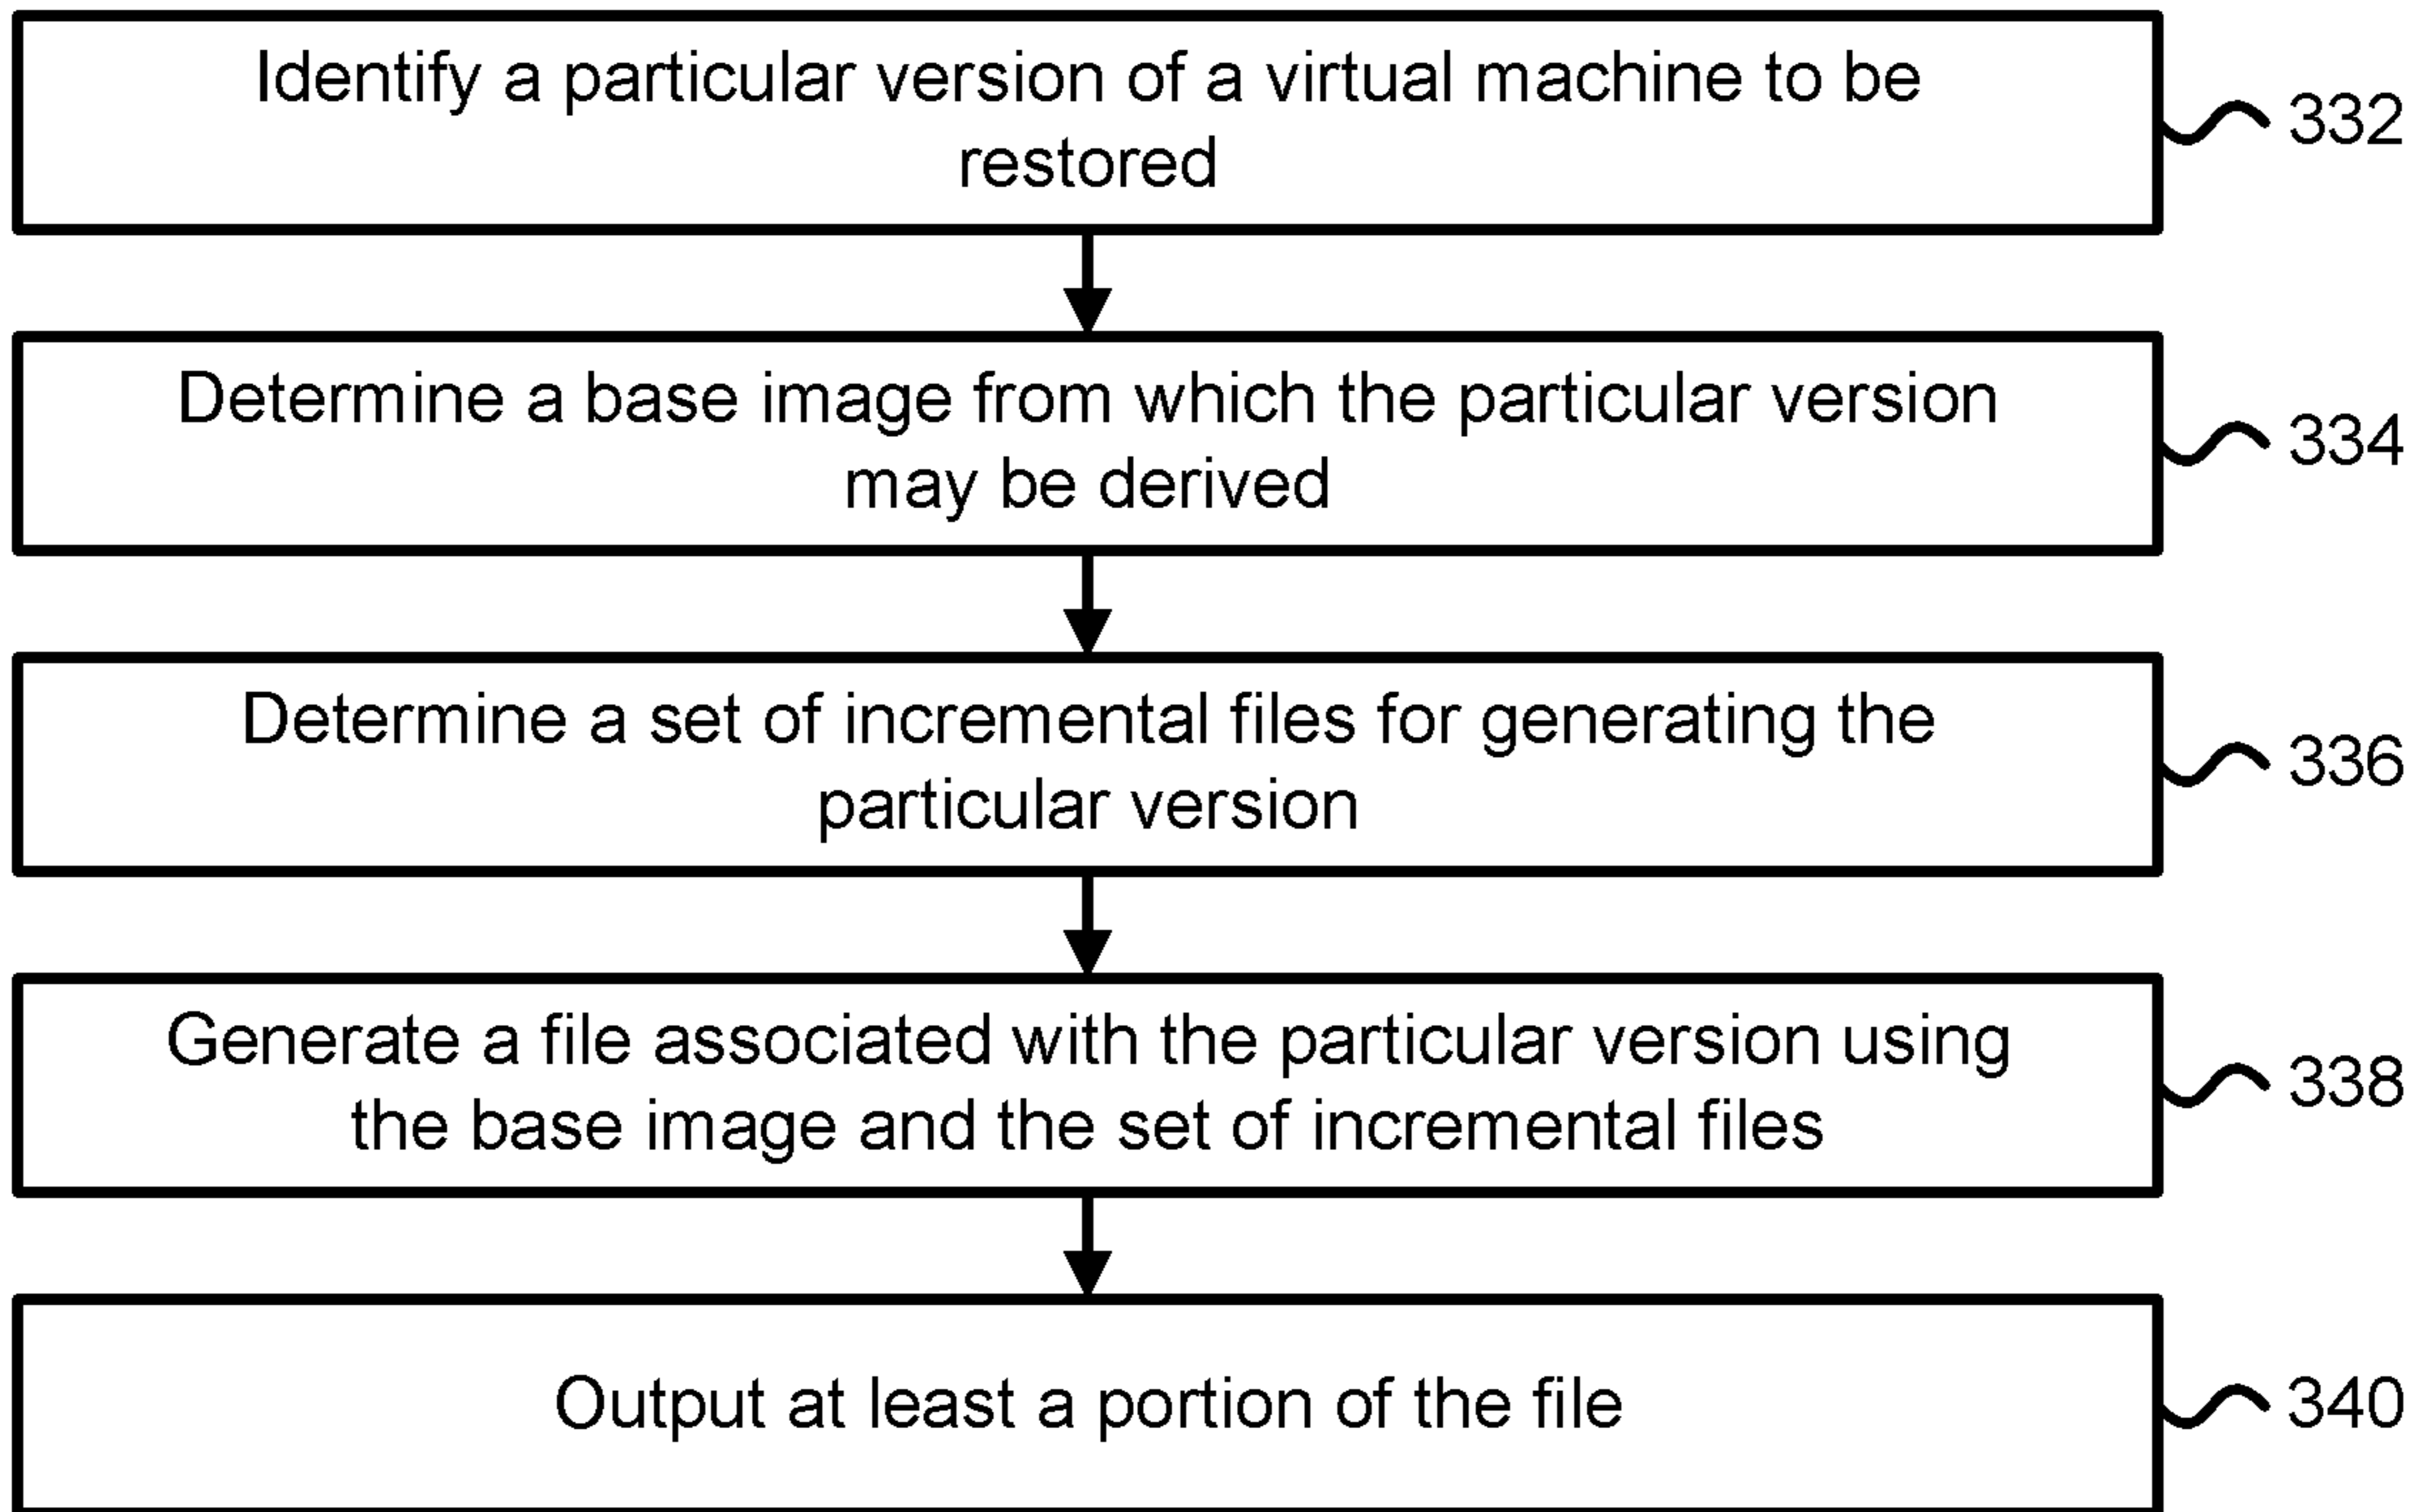 Identify a particular version of a virtual machine to be
restored
332
Determine a base image from which the particular version
may be derived
334
Determine a set of incremental files for generating the
particular version
336
Generate a file associated with the particular version using
the base image and the set of incremental files
338
Output at least a portion of the file
340